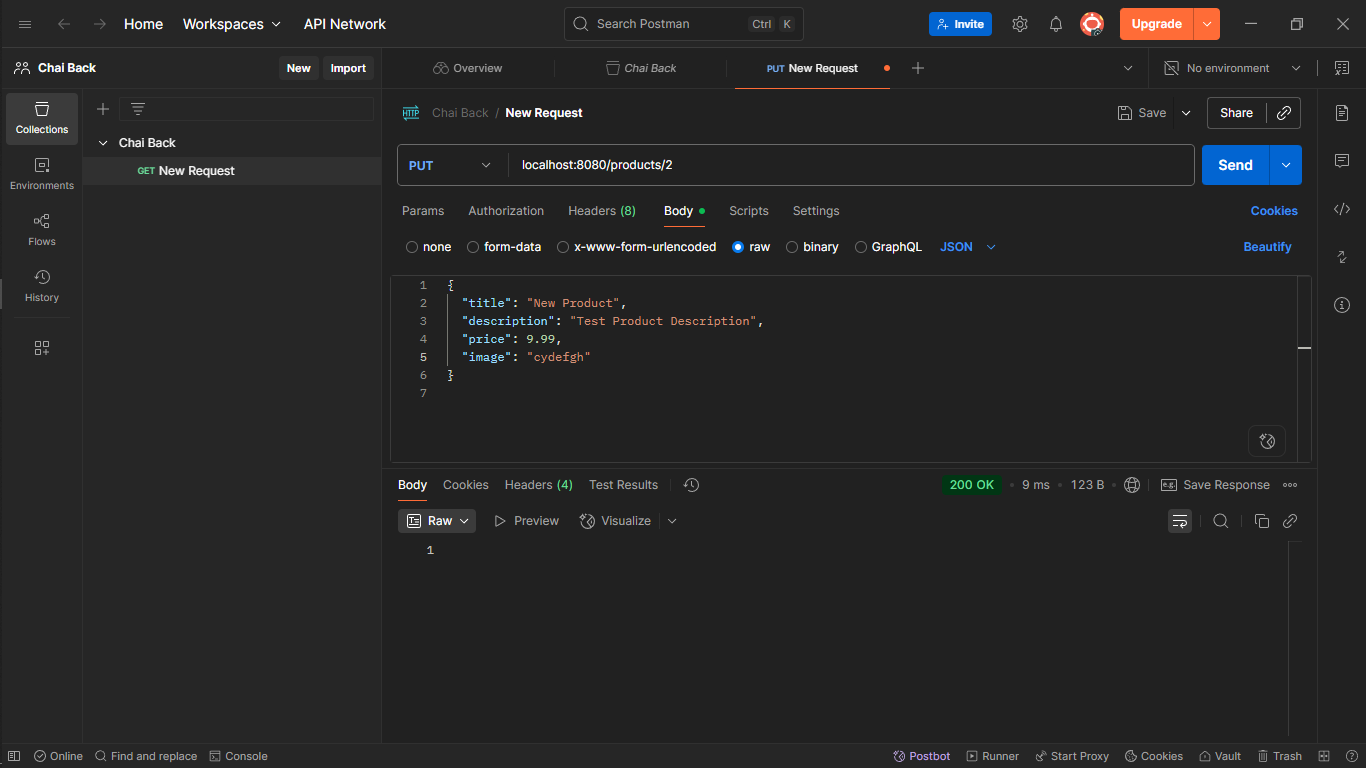 Home Workspaces API Network Search Postman Ctrl K Invite Upgrade
Chai Back New Import Overview Chai Back PUT New Request No environment
Collections
Environments
Flows
History
Chai Back
GET New Request
HTTP Chai Back / New Request Save Share
PUT localhost:8080/products/2 Send
Params Authorization Headers (8) Body Scripts Settings Cookies
none form-data x-www-form-urlencoded raw binary GraphQL JSON Beautify
1 {
2 "title": "New Product",
3 "description": "Test Product Description",
4 "price": 9.99,
5 "image": "cydefgh"
6 }
7
Body Cookies Headers (4) Test Results 200 OK • 9 ms • 123 B • e.g. Save Response
Raw Preview Visualize
1
Online Find and replace Console Postbot Runner Start Proxy Cookies Vault Trash